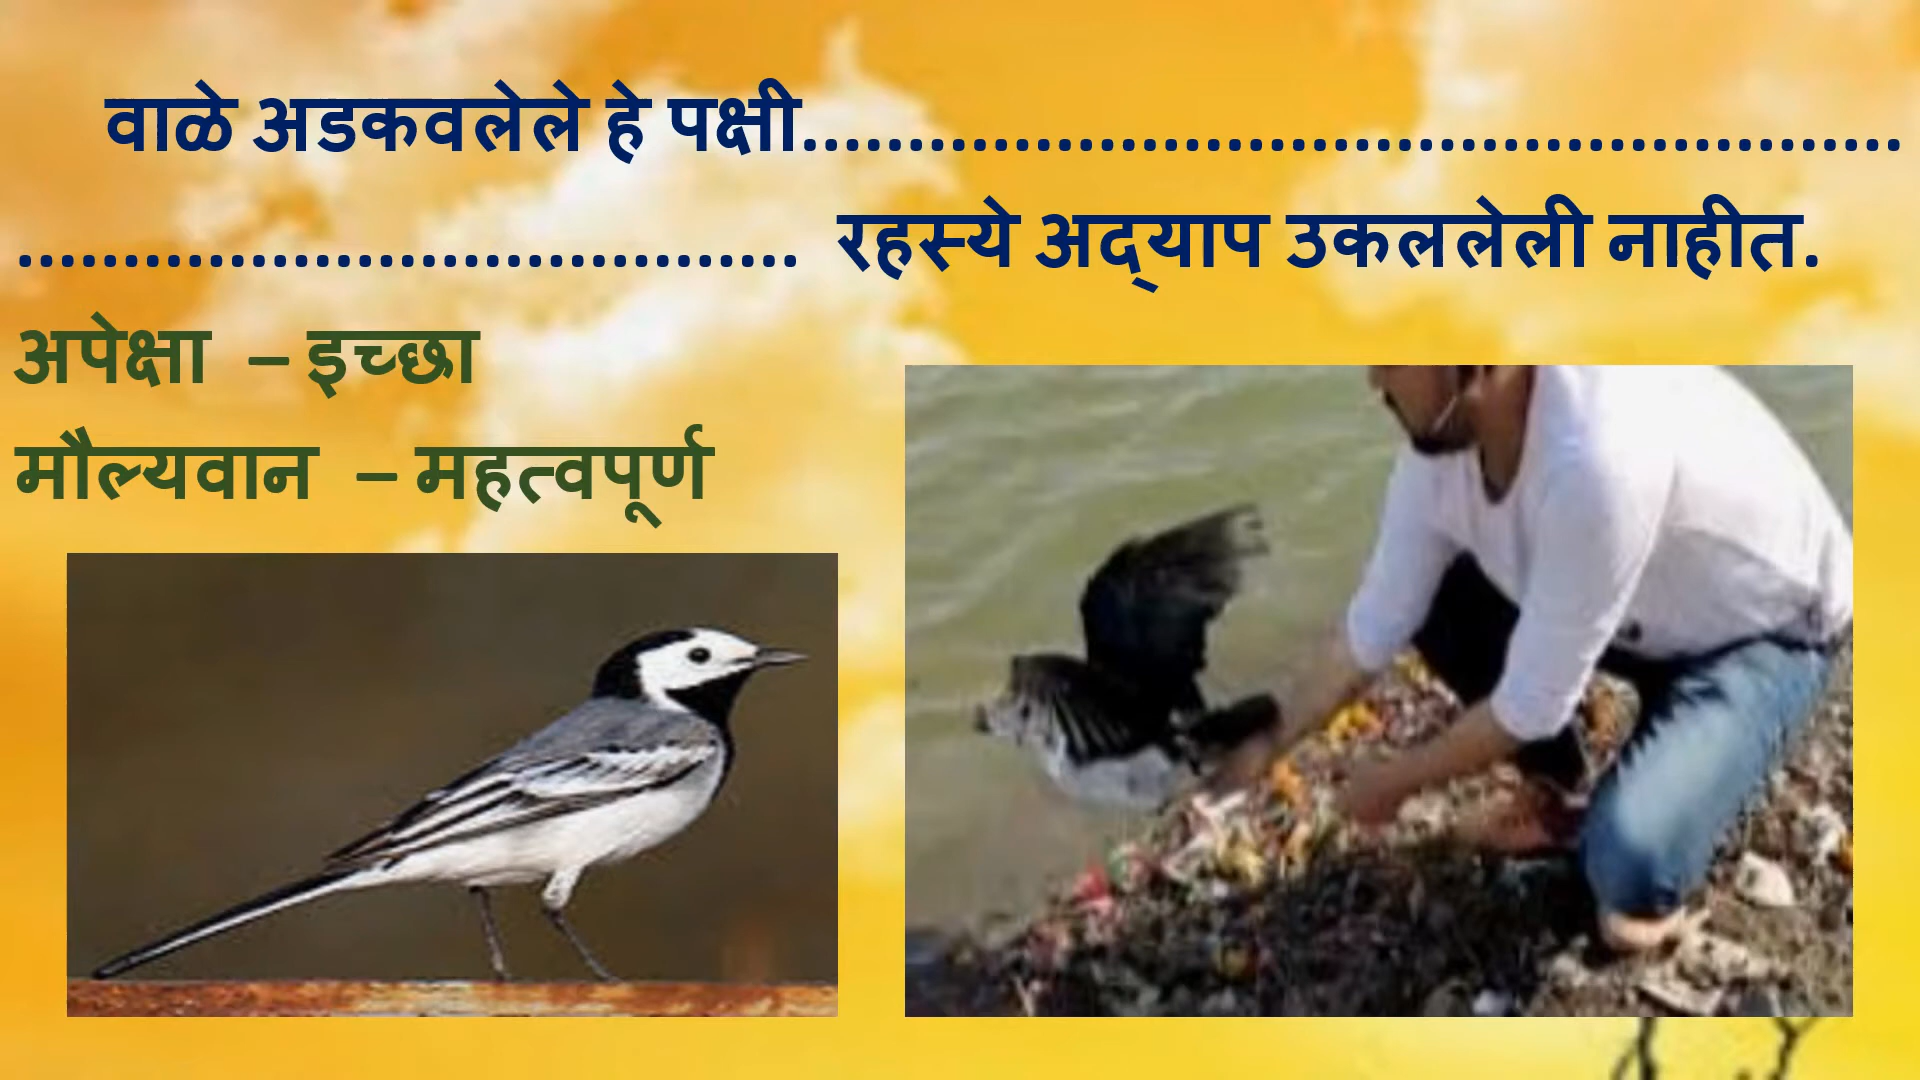 वाळे अडकवलेले हे पक्षी....................................................
..................................... रहस्ये अद्‌याप उकललेली नाहीत.
अपेक्षा – इच्छा
मौल्यवान – महत्वपूर्ण